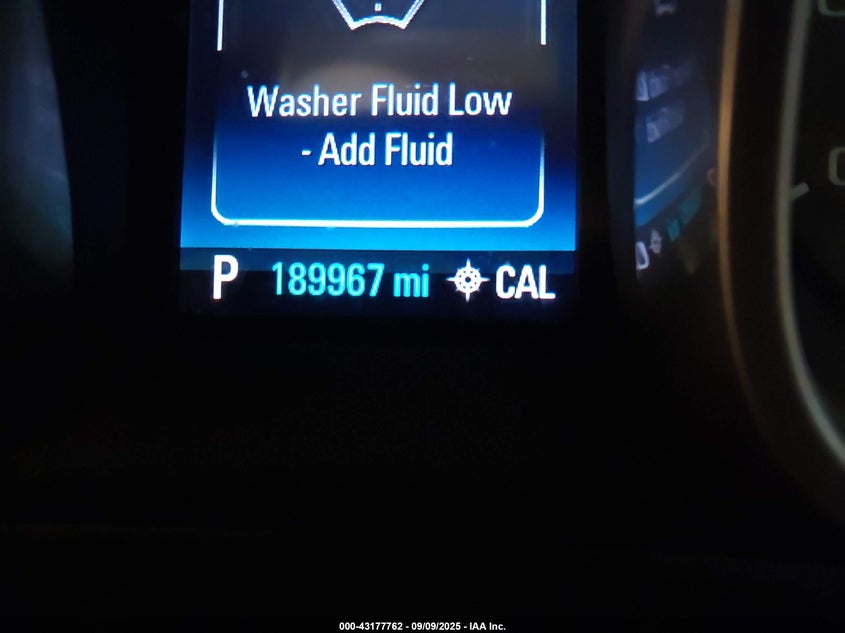 Washer Fluid Low
- Add Fluid
P 189967 mi CAL
000-43177762 - 09/09/2025 - IAA Inc.